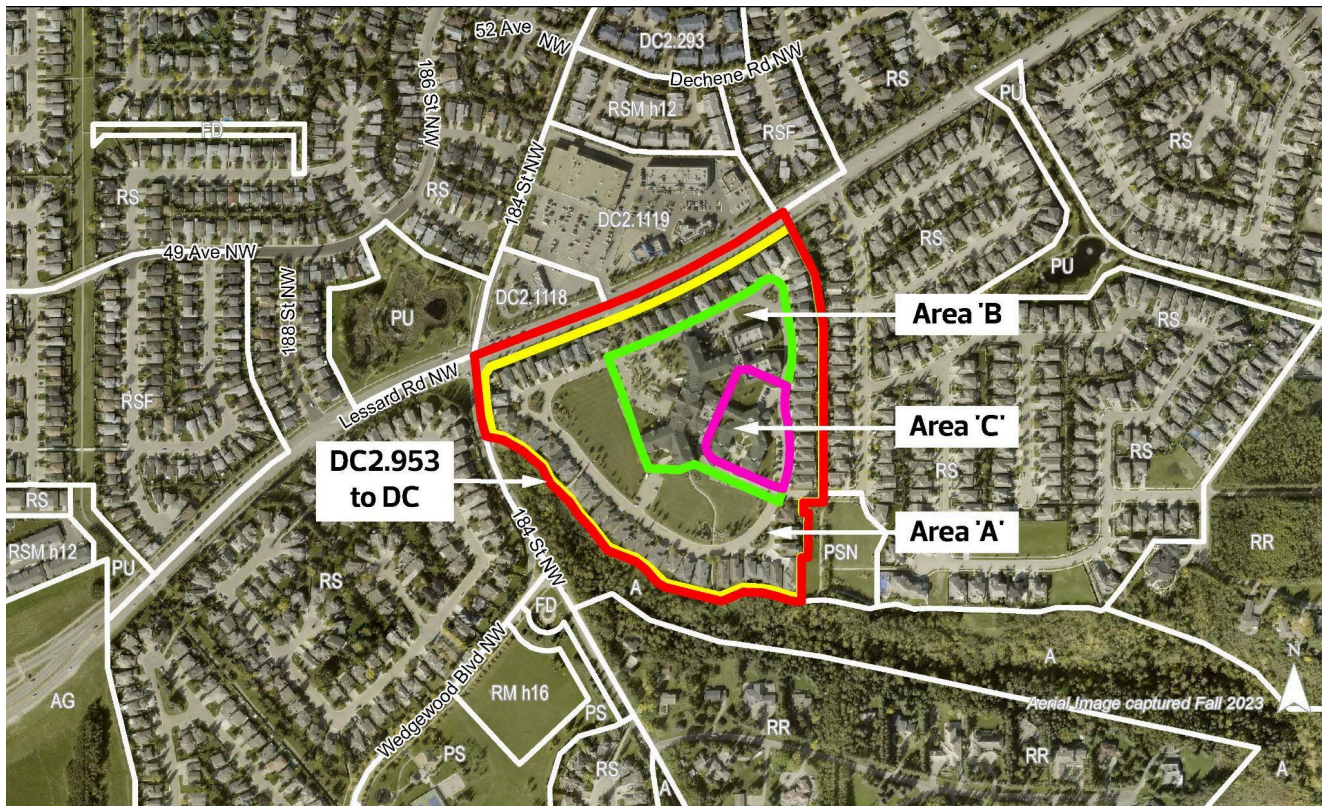 52 Ave NW
DC2.293
Dechene Rd NW
RS
PU
186 St NW
RSM h12
RSF
RS
FD
184 St NW
RS
RS
DC2.1119
RS
49 Ave NW
PU
DC2.1118
188 St NW
PU
Area 'B
RS
Lessard Rd NW
RSF
Area 'C'
RS
RS
DC2.953
to DC
RS
184 St NW
Area 'A'
RSM h12
PU
PSN
RR
RS
A
FD
Wedgewood Blvd NW
A
N
RM h16
AG
PS
Aerial Image captured Fall 2023
PS
RR
RR
RS
A
A